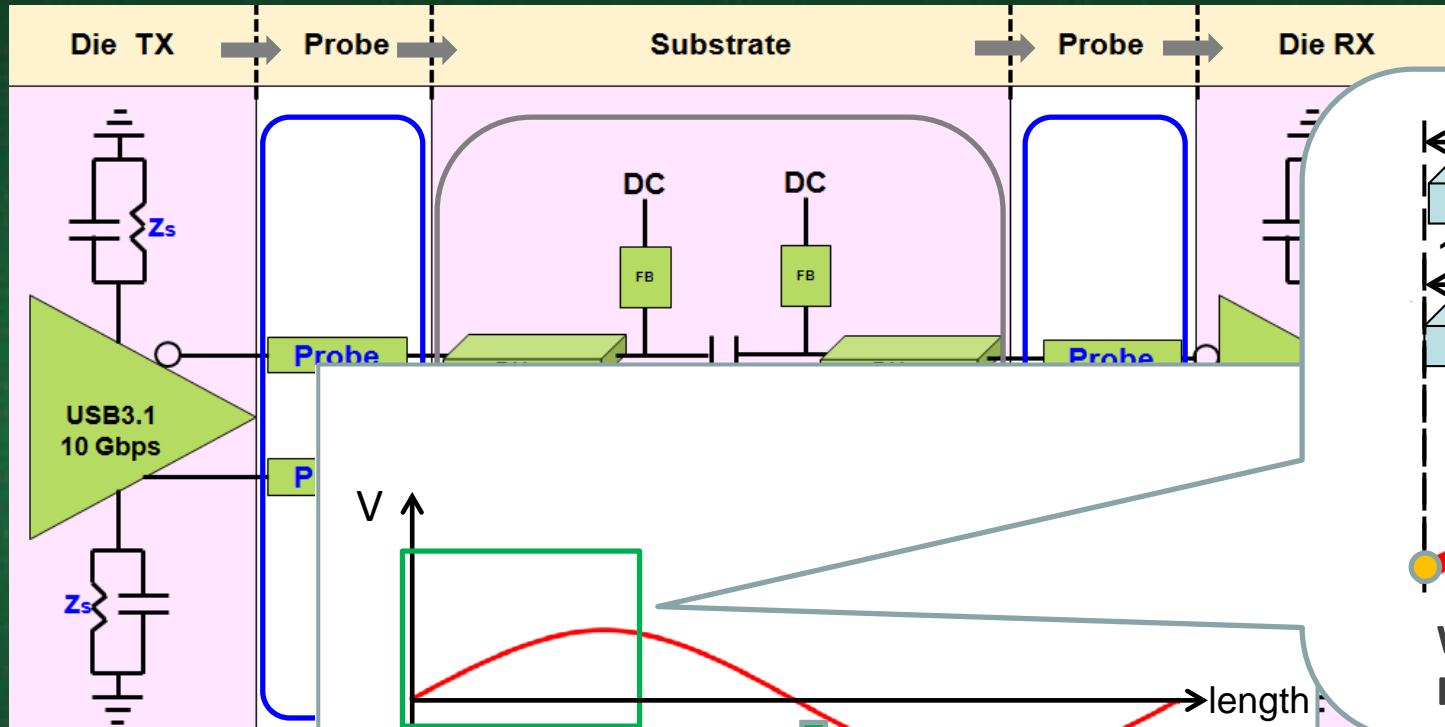 Die TX
Probe
Substrate
Probe
Die RX
DC
DC
Zs
FB
FB
Probe
Probe
USB3.1
10 Gbps
P
V
Zs
length